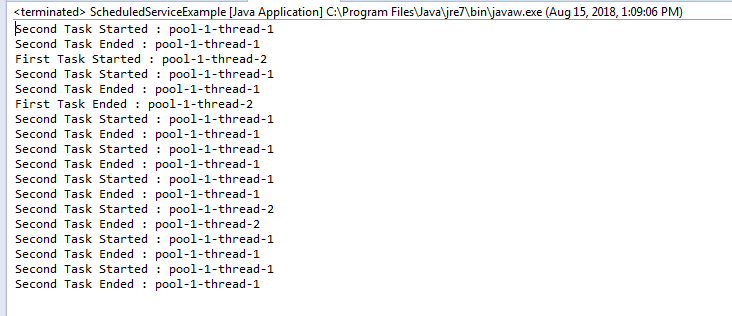 <terminated> ScheduledServiceExample [Java Application] C:\Program Files\Java\jre7\bin\javaw.exe (Aug 15, 2018, 1:09:06 PM)
Second Task Started : pool-1-thread-1
Second Task Ended : pool-1-thread-1
First Task Started : pool-1-thread-2
Second Task Started : pool-1-thread-1
Second Task Ended : pool-1-thread-1
First Task Ended : pool-1-thread-2
Second Task Started : pool-1-thread-1
Second Task Ended : pool-1-thread-1
Second Task Started : pool-1-thread-1
Second Task Ended : pool-1-thread-1
Second Task Started : pool-1-thread-1
Second Task Ended : pool-1-thread-1
Second Task Started : pool-1-thread-2
Second Task Ended : pool-1-thread-2
Second Task Started : pool-1-thread-1
Second Task Ended : pool-1-thread-1
Second Task Started : pool-1-thread-1
Second Task Ended : pool-1-thread-1